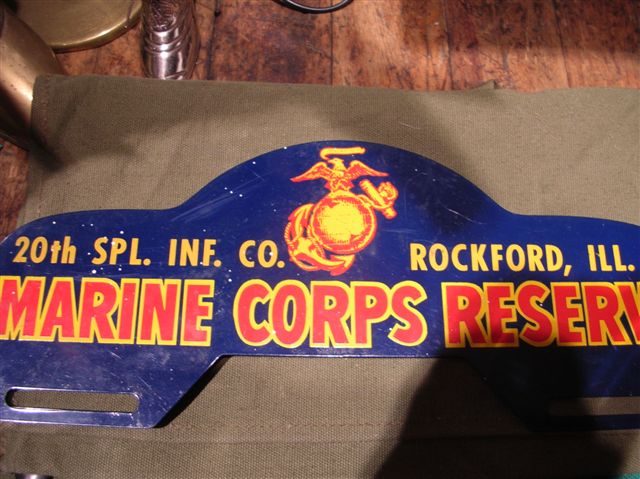 20th SPL. INF. CO. ROCKFORD, ILL.
MARINE CORPS RESERV